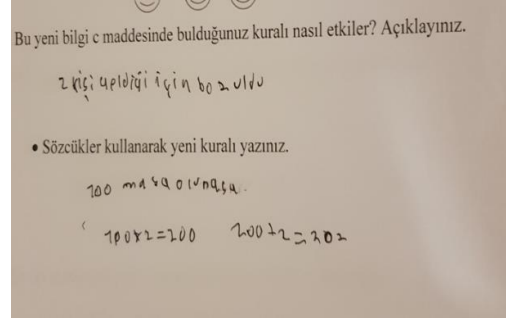 Bu yeni bilgi c maddesinde bulduğunuz kuralı nasıl etkiler? Açıklayınız.
2 kişi geldiği için bozuldu
• Sözcükler kullanarak yeni kuralı yazınız.
100 masa olunasa.
100x2=200 200+2=202